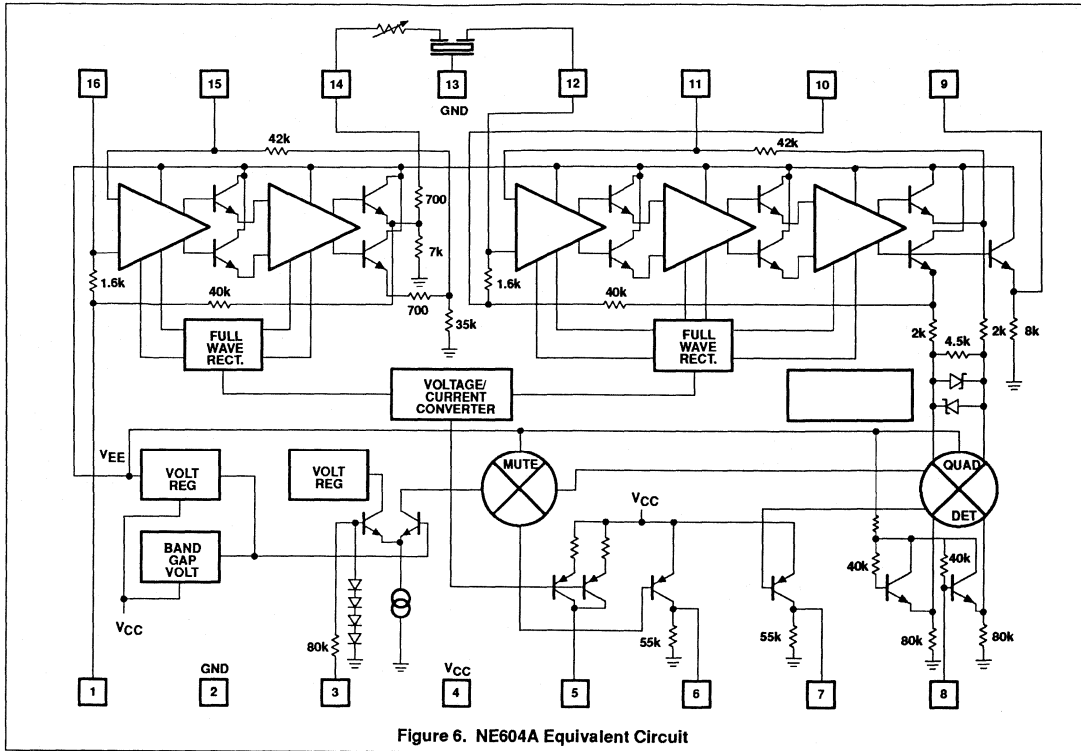 16
15
14
13
12
11
10
9
GND
42k
42k
700
7k
1.6k
40k
700
35k
1.6k
40k
2k
2k
8k
4.5k
FULL
WAVE
RECT.
FULL
WAVE
RECT.
VOLTAGE/
CURRENT
CONVERTER
VEE
VOLT
REG
VOLT
REG
MUTE
QUAD
DET
VCC
BAND
GAP
VOLT
VCC
40k
40k
80k
55k
55k
80k
80k
GND
VCC
1
2
3
4
5
6
7
8
Figure 6. NE604A Equivalent Circuit